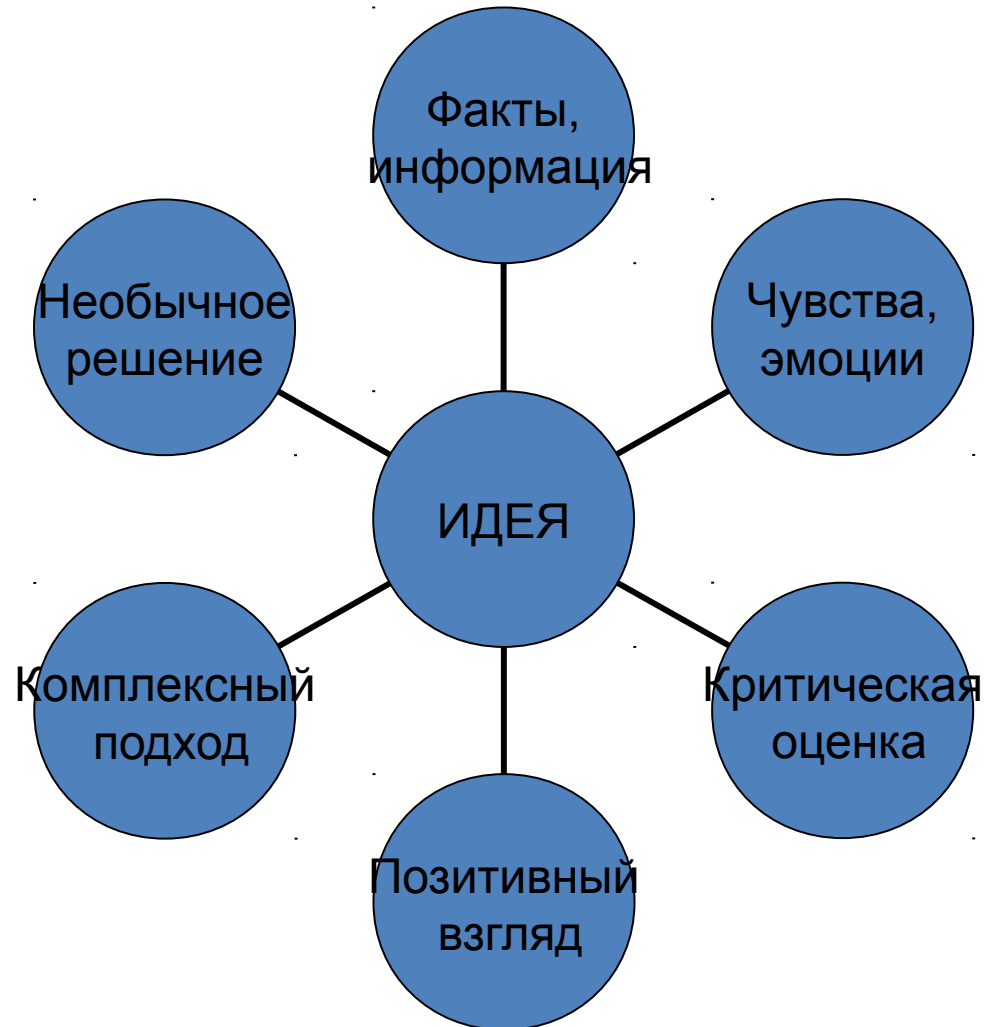 Факты,
информация
Необычное
решение
Чувства,
эмоции
ИДЕЯ
Комплексный
подход
Критическая
оценка
Позитивный
взгляд